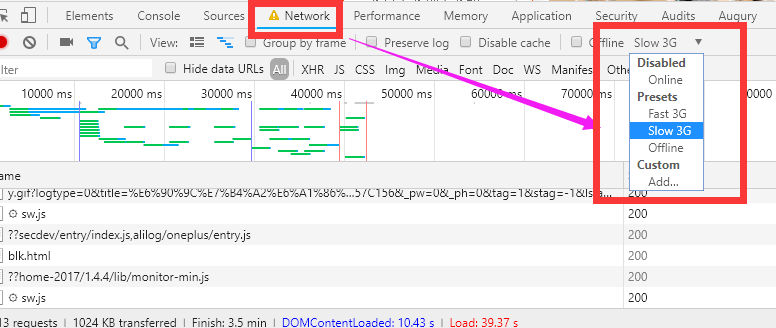 Elements Console Sources Network Performance Memory Application Security Audits Augury
View: Group by frame Preserve log Disable cache Offline Slow 3G
ilter Hide data URLs All XHR JS CSS Img Media Font Doc WS Manifest Othe
10000 ms 20000 ms 30000 ms 40000 ms 50000 ms 60000 ms 70000 80000 ms
Disabled
Online
Presets
Fast 3G
Slow 3G
Offline
Custom
Add...
ame
y.gif?logtype=0&title=%E6%90%9C%E7%B4%A2%E6%A1%86%...57C156&_pw=0&_ph=0&tag=1&stag=-1&lsta... 200
sw.js 200
??secdev/entry/index.js,alilog/oneplus/entry.js 200
blk.html 200
??home-2017/1.4.4/lib/monitor-min.js 200
sw.js 200
13 requests | 1024 KB transferred | Finish: 3.5 min | DOMContentLoaded: 10.43 s | Load: 39.37 s